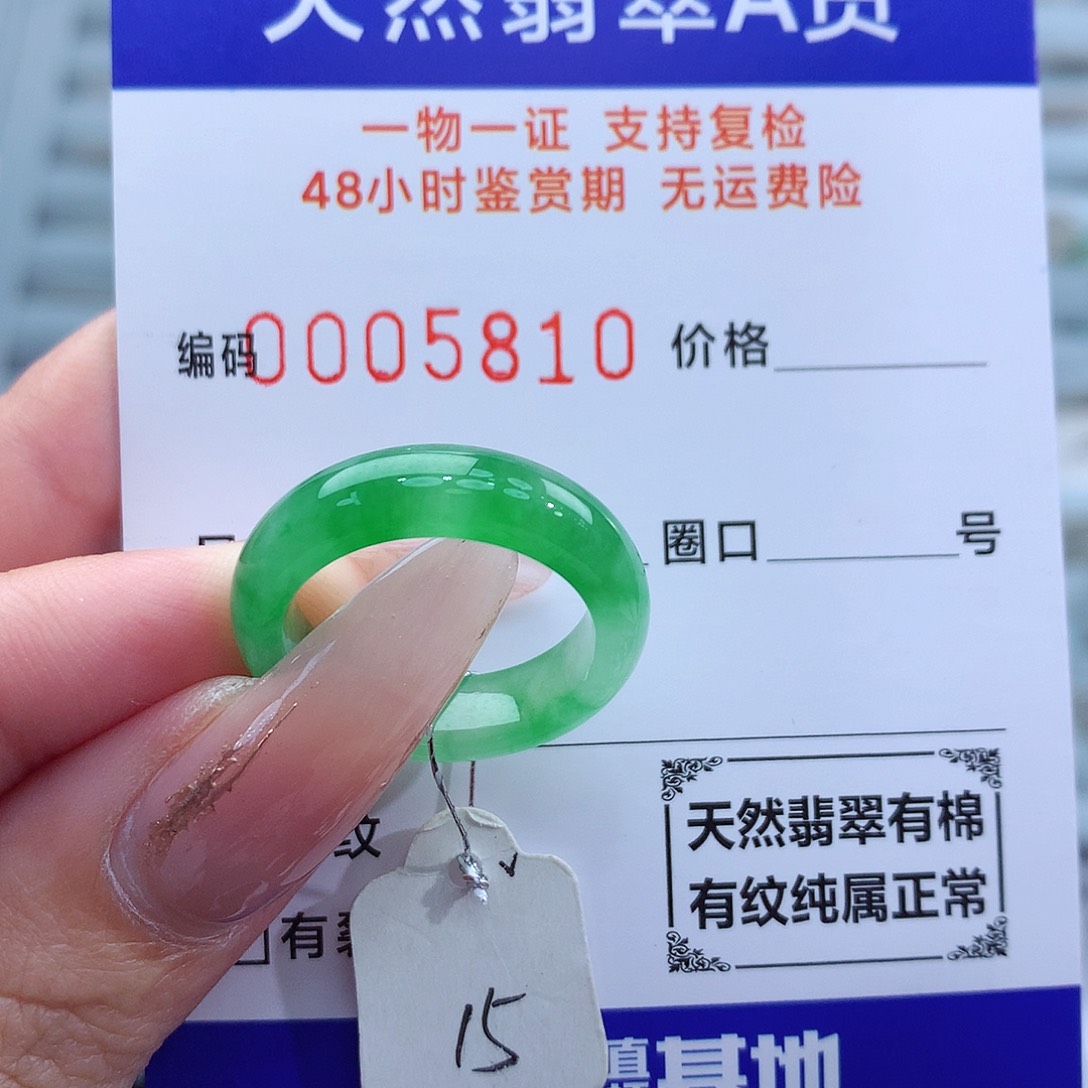 天然翡翠A货
一物一证 支持复检
48小时鉴赏期 无运费险
编码0005810 价格
圈口 号
天然翡翠有棉
有纹纯属正常
纹
有
15
基地